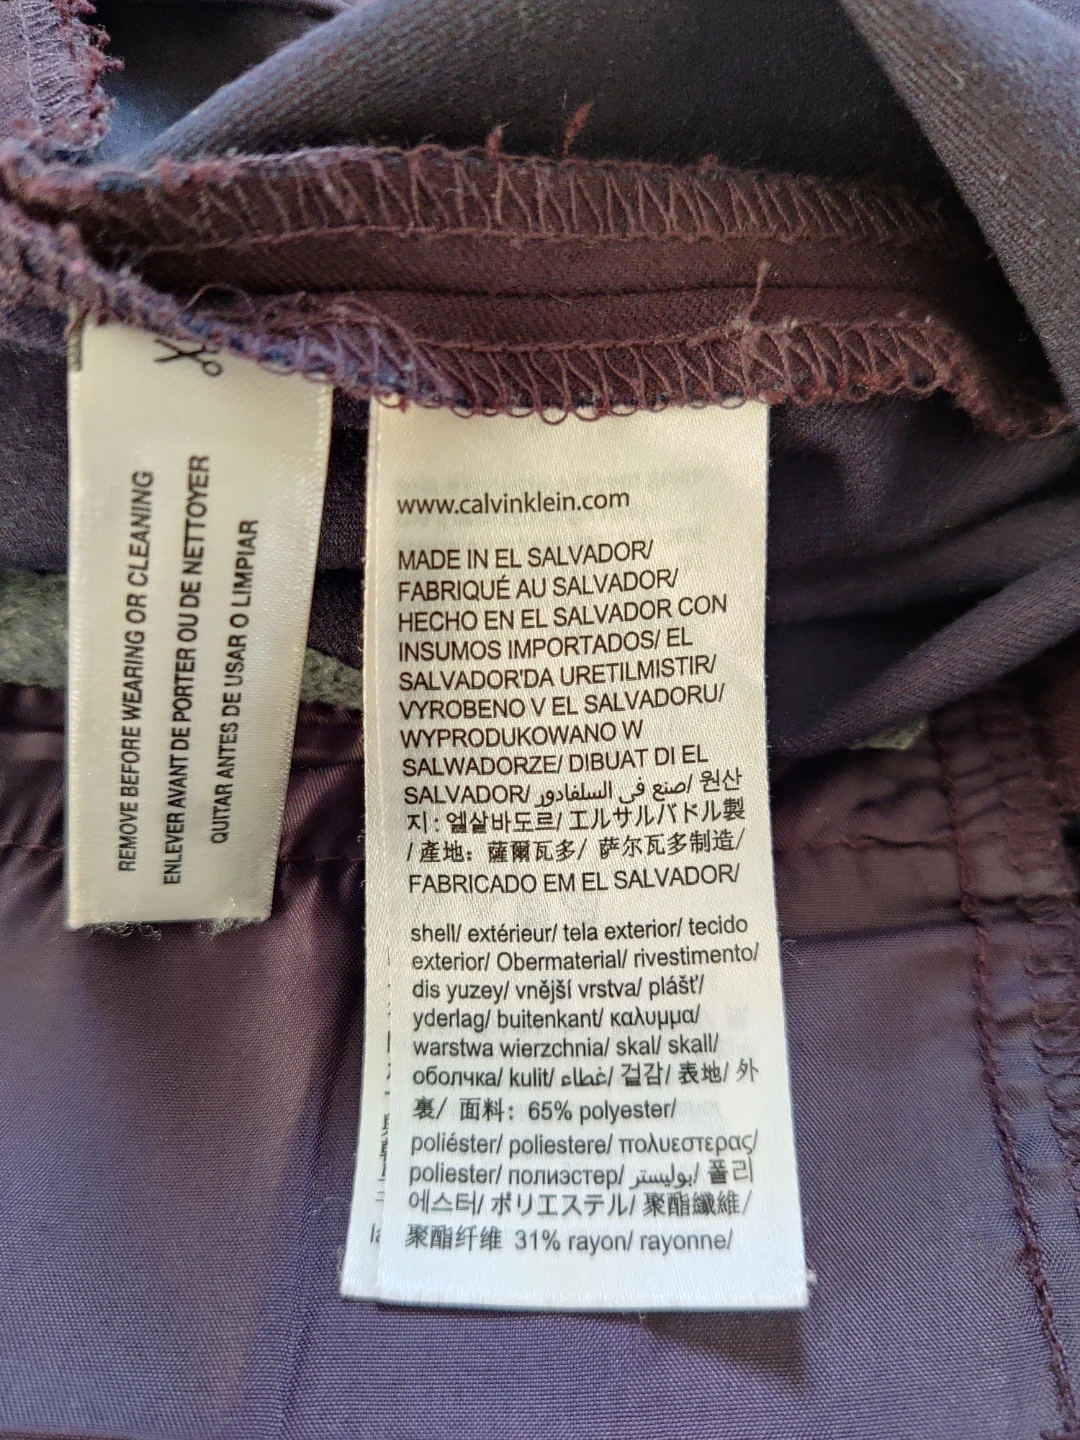 REMOVE BEFORE WEARING OR CLEANING
ENLEVER AVANT DE PORTER OU DE NETTOYER
QUITAR ANTES DE USAR O LIMPIAR
www.calvinklein.com
MADE IN EL SALVADOR/
FABRIQUÉ AU SALVADOR/
HECHO EN EL SALVADOR CON
INSUMOS IMPORTADOS/ EL
SALVADOR'DA URETILMISTIR/
VYROBENO V EL SALVADORU/
WYPRODUKOWANO W
SALWADORZE/ DIBUAT DI EL
SALVADOR/ صنع في السلفادور/ 원산
지: 엘살바도르/ エルサルバドル製
/ 產地: 薩爾瓦多/ 萨尔瓦多制造/
FABRICADO EM EL SALVADOR/
shell/ extérieur/ tela exterior/ tecido
exterior/ Obermaterial/ rivestimento/
dis yuzey/ vnější vrstva/ plášť/
yderlag/ buitenkant/ καλυμμα/
warstwa wierzchnia/ skal/ skall/
оболчка/ kulit/ غطاء/ 겉감/ 表地/ 外
裏/ 面料: 65% polyester/
poliéster/ poliestere/ πολυεστερας/
poliester/ полиэстер/ بوليستر/ 폴리
에스터/ ポリエステル/ 聚酯纖維/
聚酯纤维 31% rayon/ rayonne/